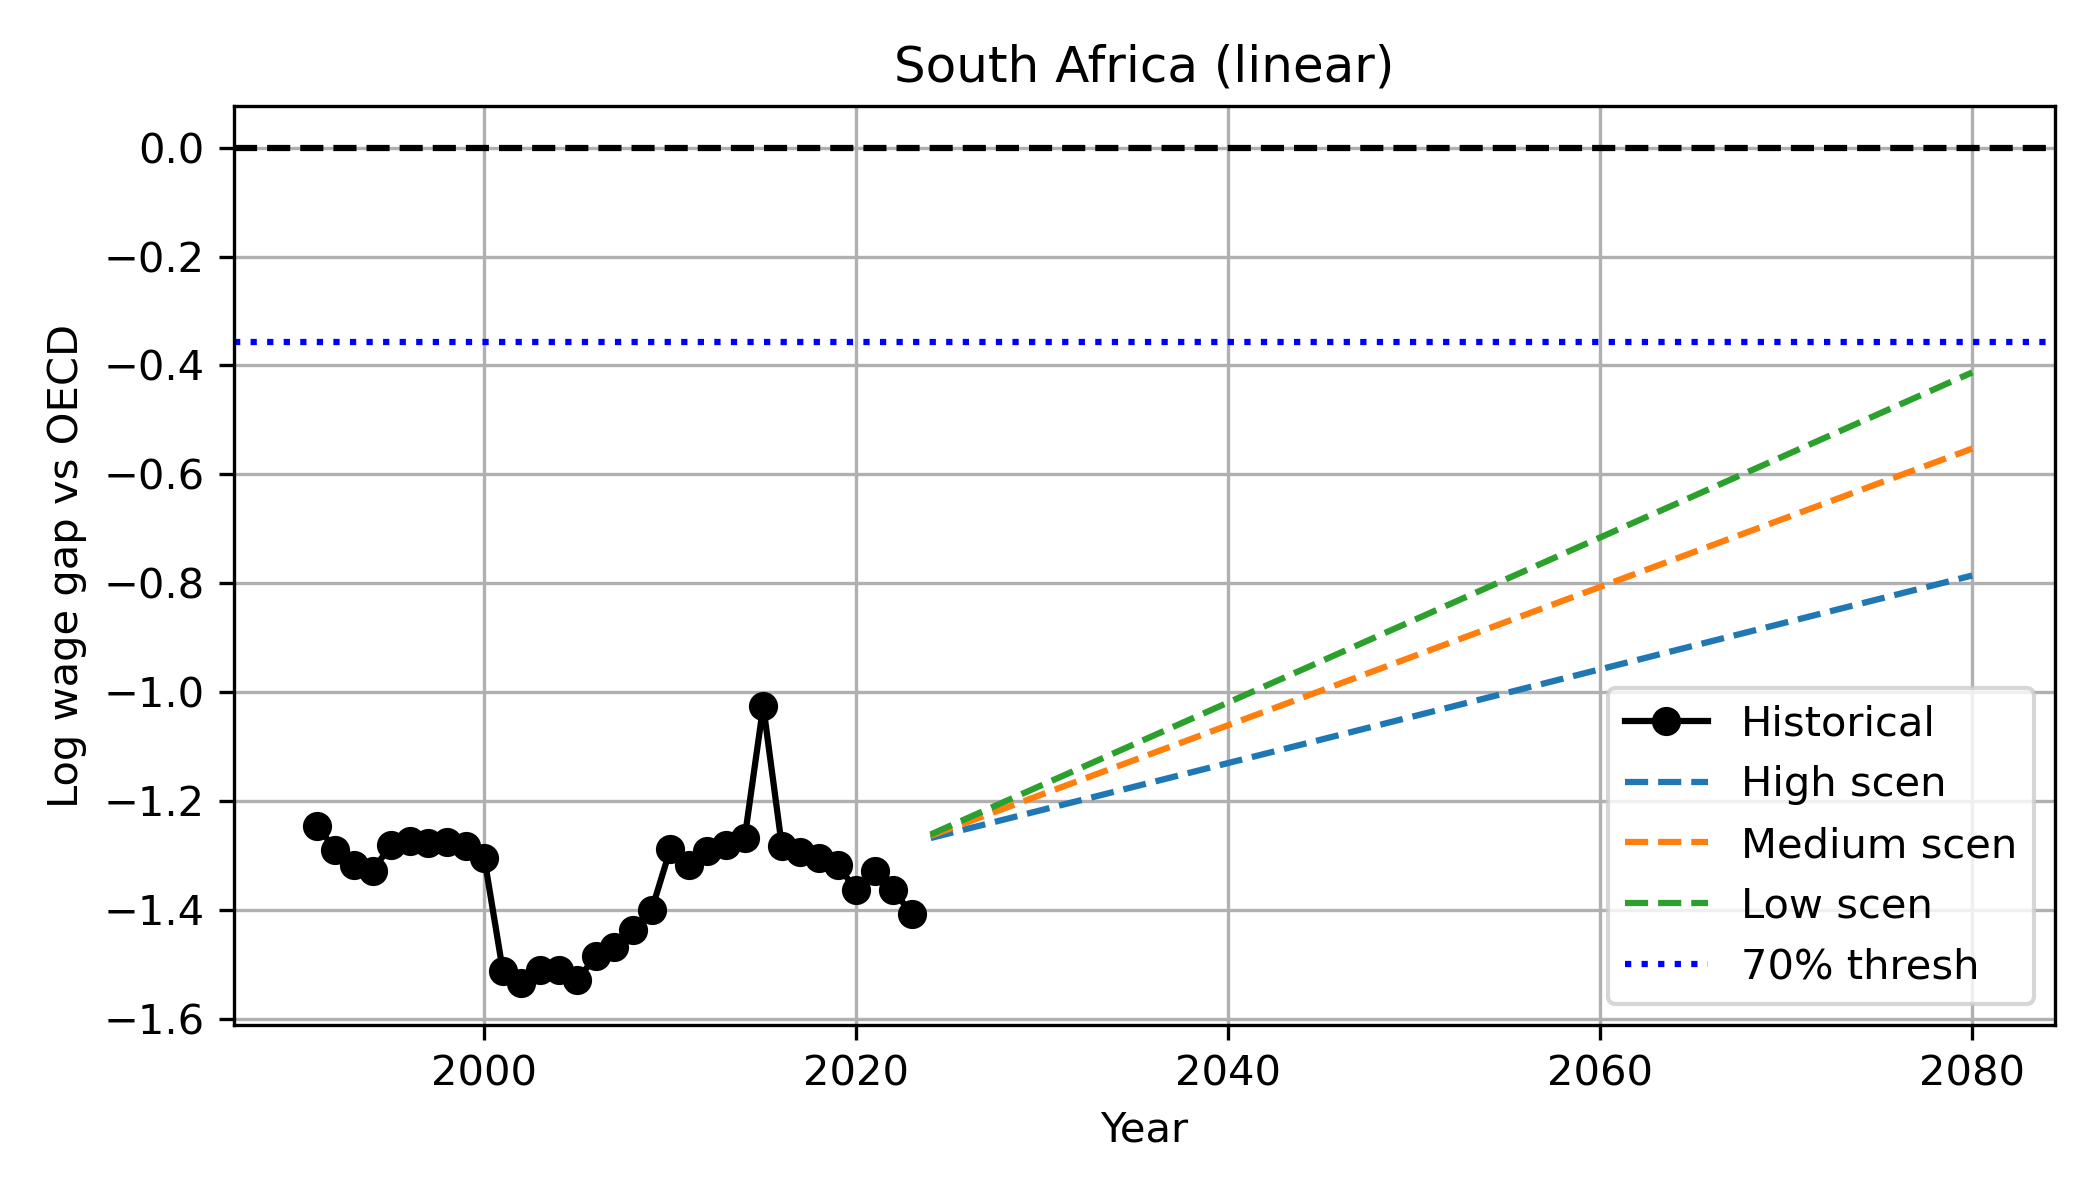 South Africa (linear)
Log wage gap vs OECD
0.0
−0.2
−0.4
−0.6
−0.8
−1.0
−1.2
−1.4
−1.6
2000 2020 2040 2060 2080
Year
Historical
High scen
Medium scen
Low scen
70% thresh